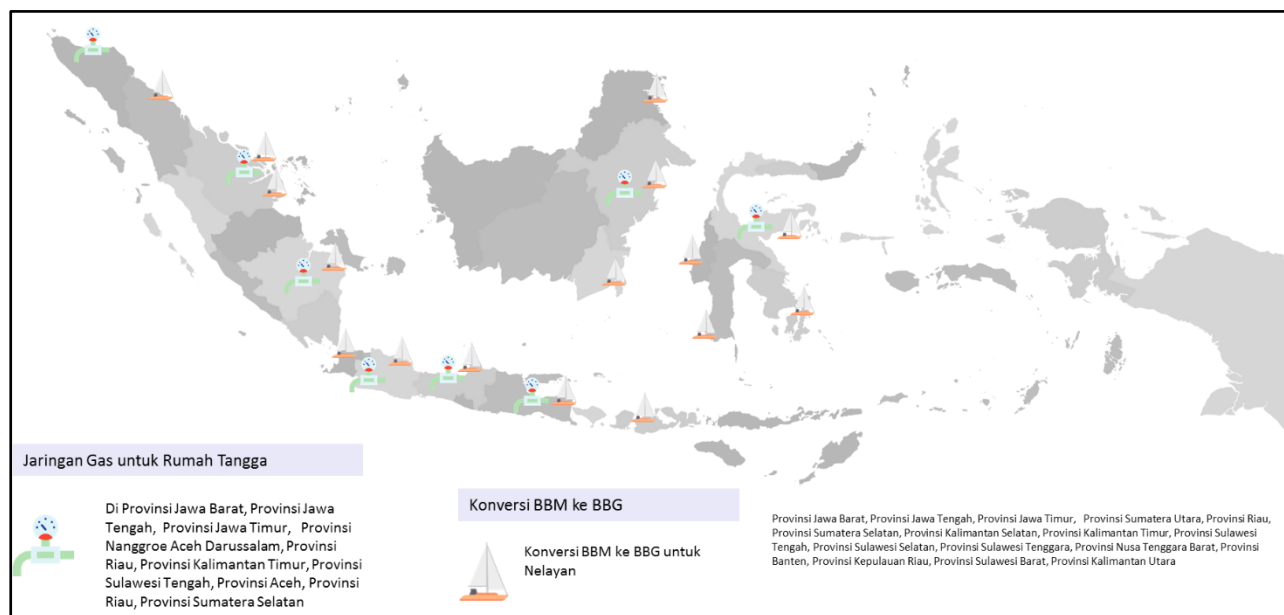 Jaringan Gas untuk Rumah Tangga
Di Provinsi Jawa Barat, Provinsi Jawa
Tengah, Provinsi Jawa Timur, Provinsi
Nanggroe Aceh Darussalam, Provinsi
Riau, Provinsi Kalimantan Timur, Provinsi
Sulawesi Tengah, Provinsi Aceh, Provinsi
Riau, Provinsi Sumatera Selatan
Konversi BBM ke BBG
Konversi BBM ke BBG untuk
Nelayan
Provinsi Jawa Barat, Provinsi Jawa Tengah, Provinsi Jawa Timur, Provinsi Sumatera Utara, Provinsi Riau,
Provinsi Sumatera Selatan, Provinsi Kalimantan Selatan, Provinsi Kalimantan Timur, Provinsi Sulawesi
Tengah, Provinsi Sulawesi Selatan, Provinsi Sulawesi Tenggara, Provinsi Nusa Tenggara Barat, Provinsi
Banten, Provinsi Kepulauan Riau, Provinsi Sulawesi Barat, Provinsi Kalimantan Utara